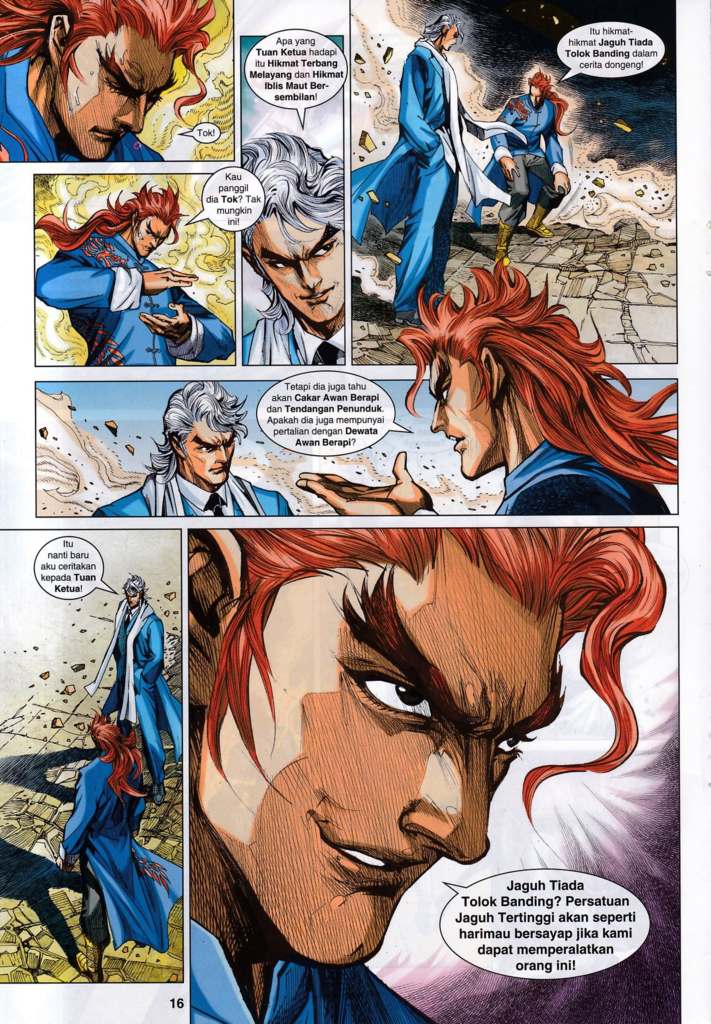 Tok!
Apa yang
Tuan Ketua hadapi
itu Hikmat Terbang
Melayang dan Hikmat
Iblis Maut Ber-
sembilan!
Itu hikmat-
hikmat Jaguh Tiada
Tolok Banding dalam
cerita dongeng!
Kau
panggil
dia Tok? Tak
mungkin
ini!
Tetapi dia juga tahu
akan Cakar Awan Berapi
dan Tendangan Penunduk.
Apakah dia juga mempunyai
pertalian dengan Dewata
Awan Berapi?
Itu
nanti baru
aku ceritakan
kepada Tuan
Ketua!
Jaguh Tiada
Tolok Banding? Persatuan
Jaguh Tertinggi akan seperti
harimau bersayap jika kami
dapat memperalatkan
orang ini!
16